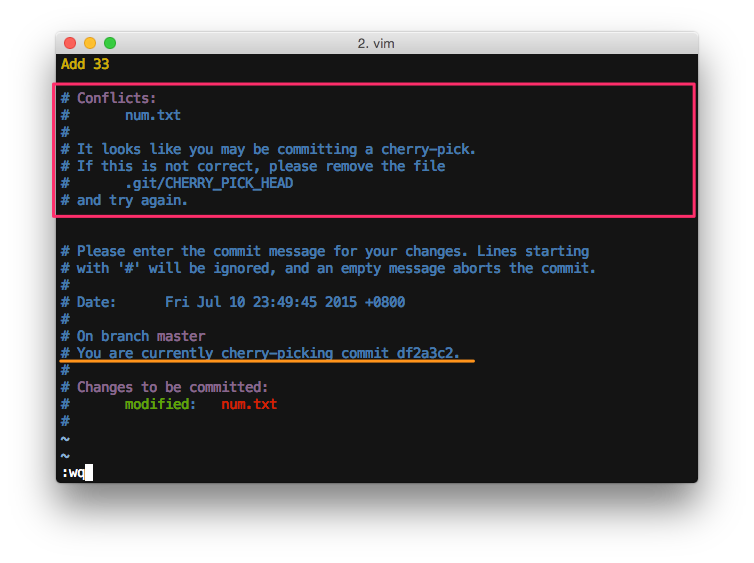 2. vim
Add 33
# Conflicts:
#       num.txt
#
# It looks like you may be committing a cherry-pick.
# If this is not correct, please remove the file
#       .git/CHERRY_PICK_HEAD
# and try again.
# Please enter the commit message for your changes. Lines starting
# with '#' will be ignored, and an empty message aborts the commit.
#
# Date:      Fri Jul 10 23:49:45 2015 +0800
#
# On branch master
# You are currently cherry-picking commit df2a3c2.
#
# Changes to be committed:
#       modified:   num.txt
#
~
~
:wq